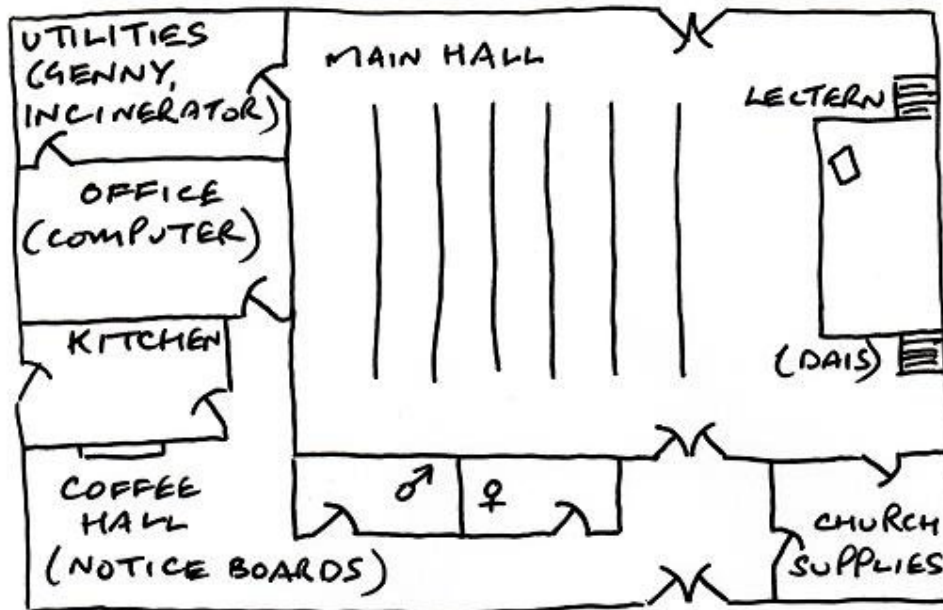 UTILITIES
(GENNY,
INCINERATOR)
MAIN HALL
LECTERN
OFFICE
(COMPUTER)
KITCHEN
(DAIS)
COFFEE
HALL
(NOTICE BOARDS)
♂
♀
CHURCH
SUPPLIES